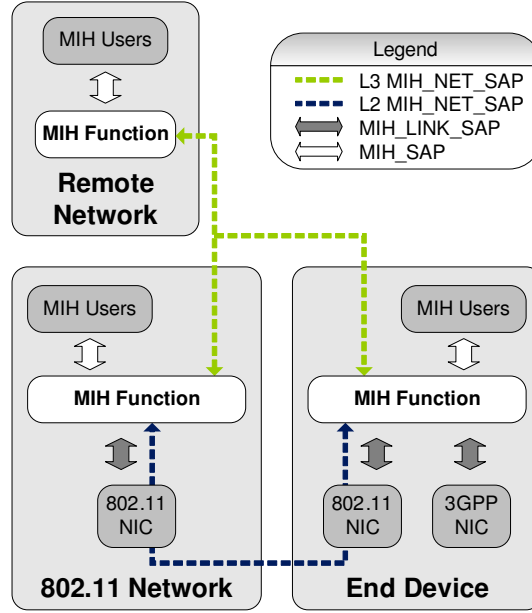 MIH Users
MIH Function
Remote
Network
Legend
L3 MIH_NET_SAP
L2 MIH_NET_SAP
MIH_LINK_SAP
MIH_SAP
MIH Users
MIH Function
802.11
NIC
802.11 Network
MIH Users
MIH Function
802.11
NIC
3GPP
NIC
End Device